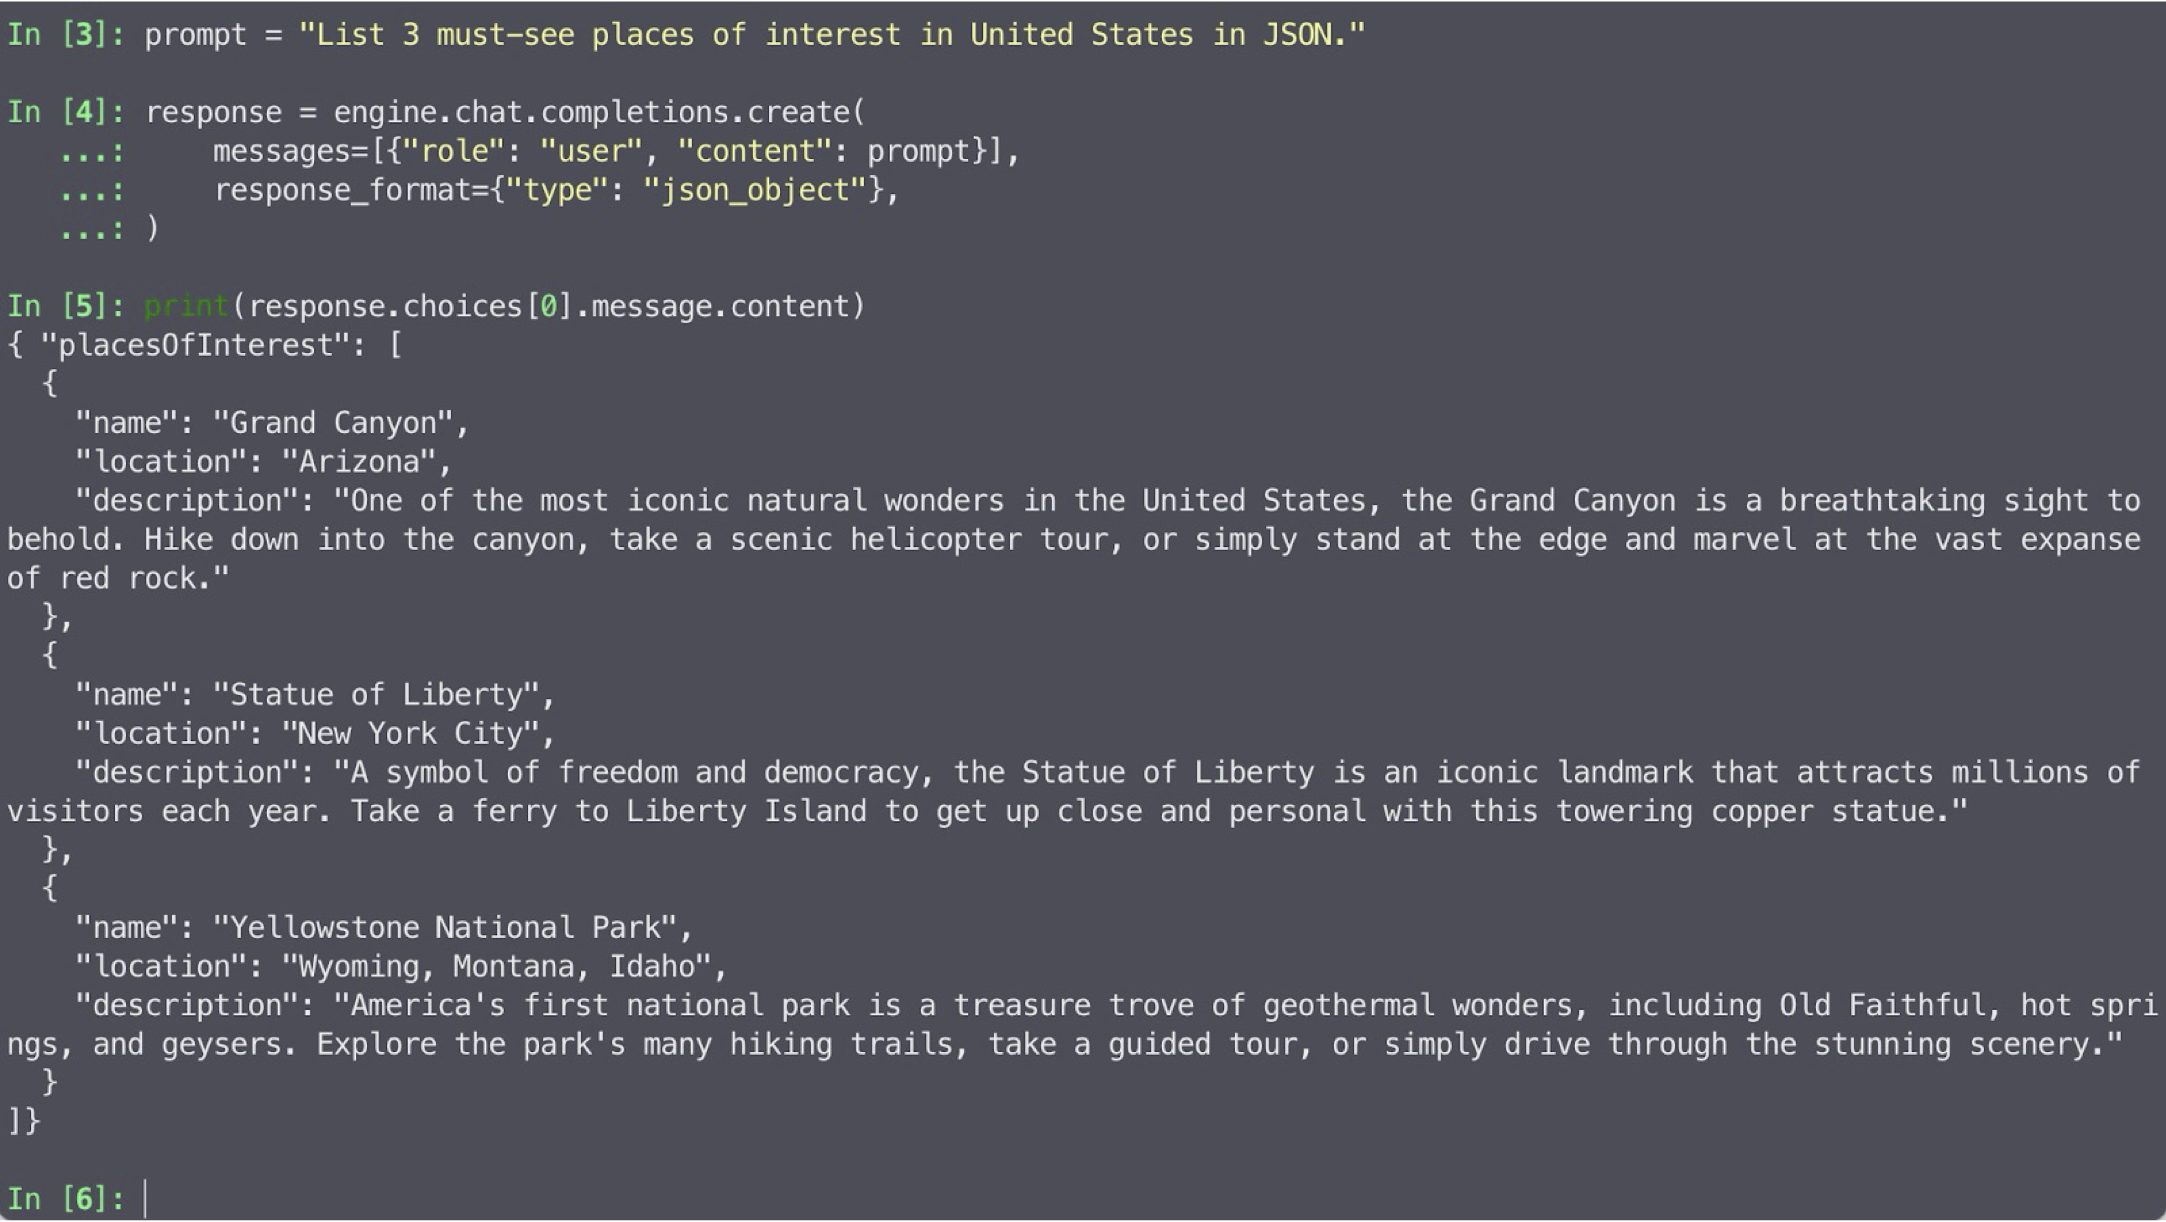 In [3]: prompt = "List 3 must-see places of interest in United States in JSON."
In [4]: response = engine.chat.completions.create(
...:     messages=[{"role": "user", "content": prompt}],
...:     response_format={"type": "json_object"},
...: )
In [5]: print(response.choices[0].message.content)
{ "placesOfInterest": [
  {
    "name": "Grand Canyon",
    "location": "Arizona",
    "description": "One of the most iconic natural wonders in the United States, the Grand Canyon is a breathtaking sight to
behold. Hike down into the canyon, take a scenic helicopter tour, or simply stand at the edge and marvel at the vast expanse
of red rock."
  },
  {
    "name": "Statue of Liberty",
    "location": "New York City",
    "description": "A symbol of freedom and democracy, the Statue of Liberty is an iconic landmark that attracts millions of
visitors each year. Take a ferry to Liberty Island to get up close and personal with this towering copper statue."
  },
  {
    "name": "Yellowstone National Park",
    "location": "Wyoming, Montana, Idaho",
    "description": "America's first national park is a treasure trove of geothermal wonders, including Old Faithful, hot spri
ngs, and geysers. Explore the park's many hiking trails, take a guided tour, or simply drive through the stunning scenery."
  }
]}
In [6]: